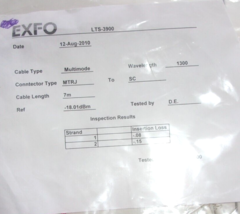 EXFO LTS-3900
Date 12-Aug-2010
Cable Type Multimode Wavelength 1300
Connector Type MTRJ To SC
Cable Length 7m
Ref -19.01dBm Tested by D.E.
Inspection Results
Strand Insertion Loss
1
2 -.15